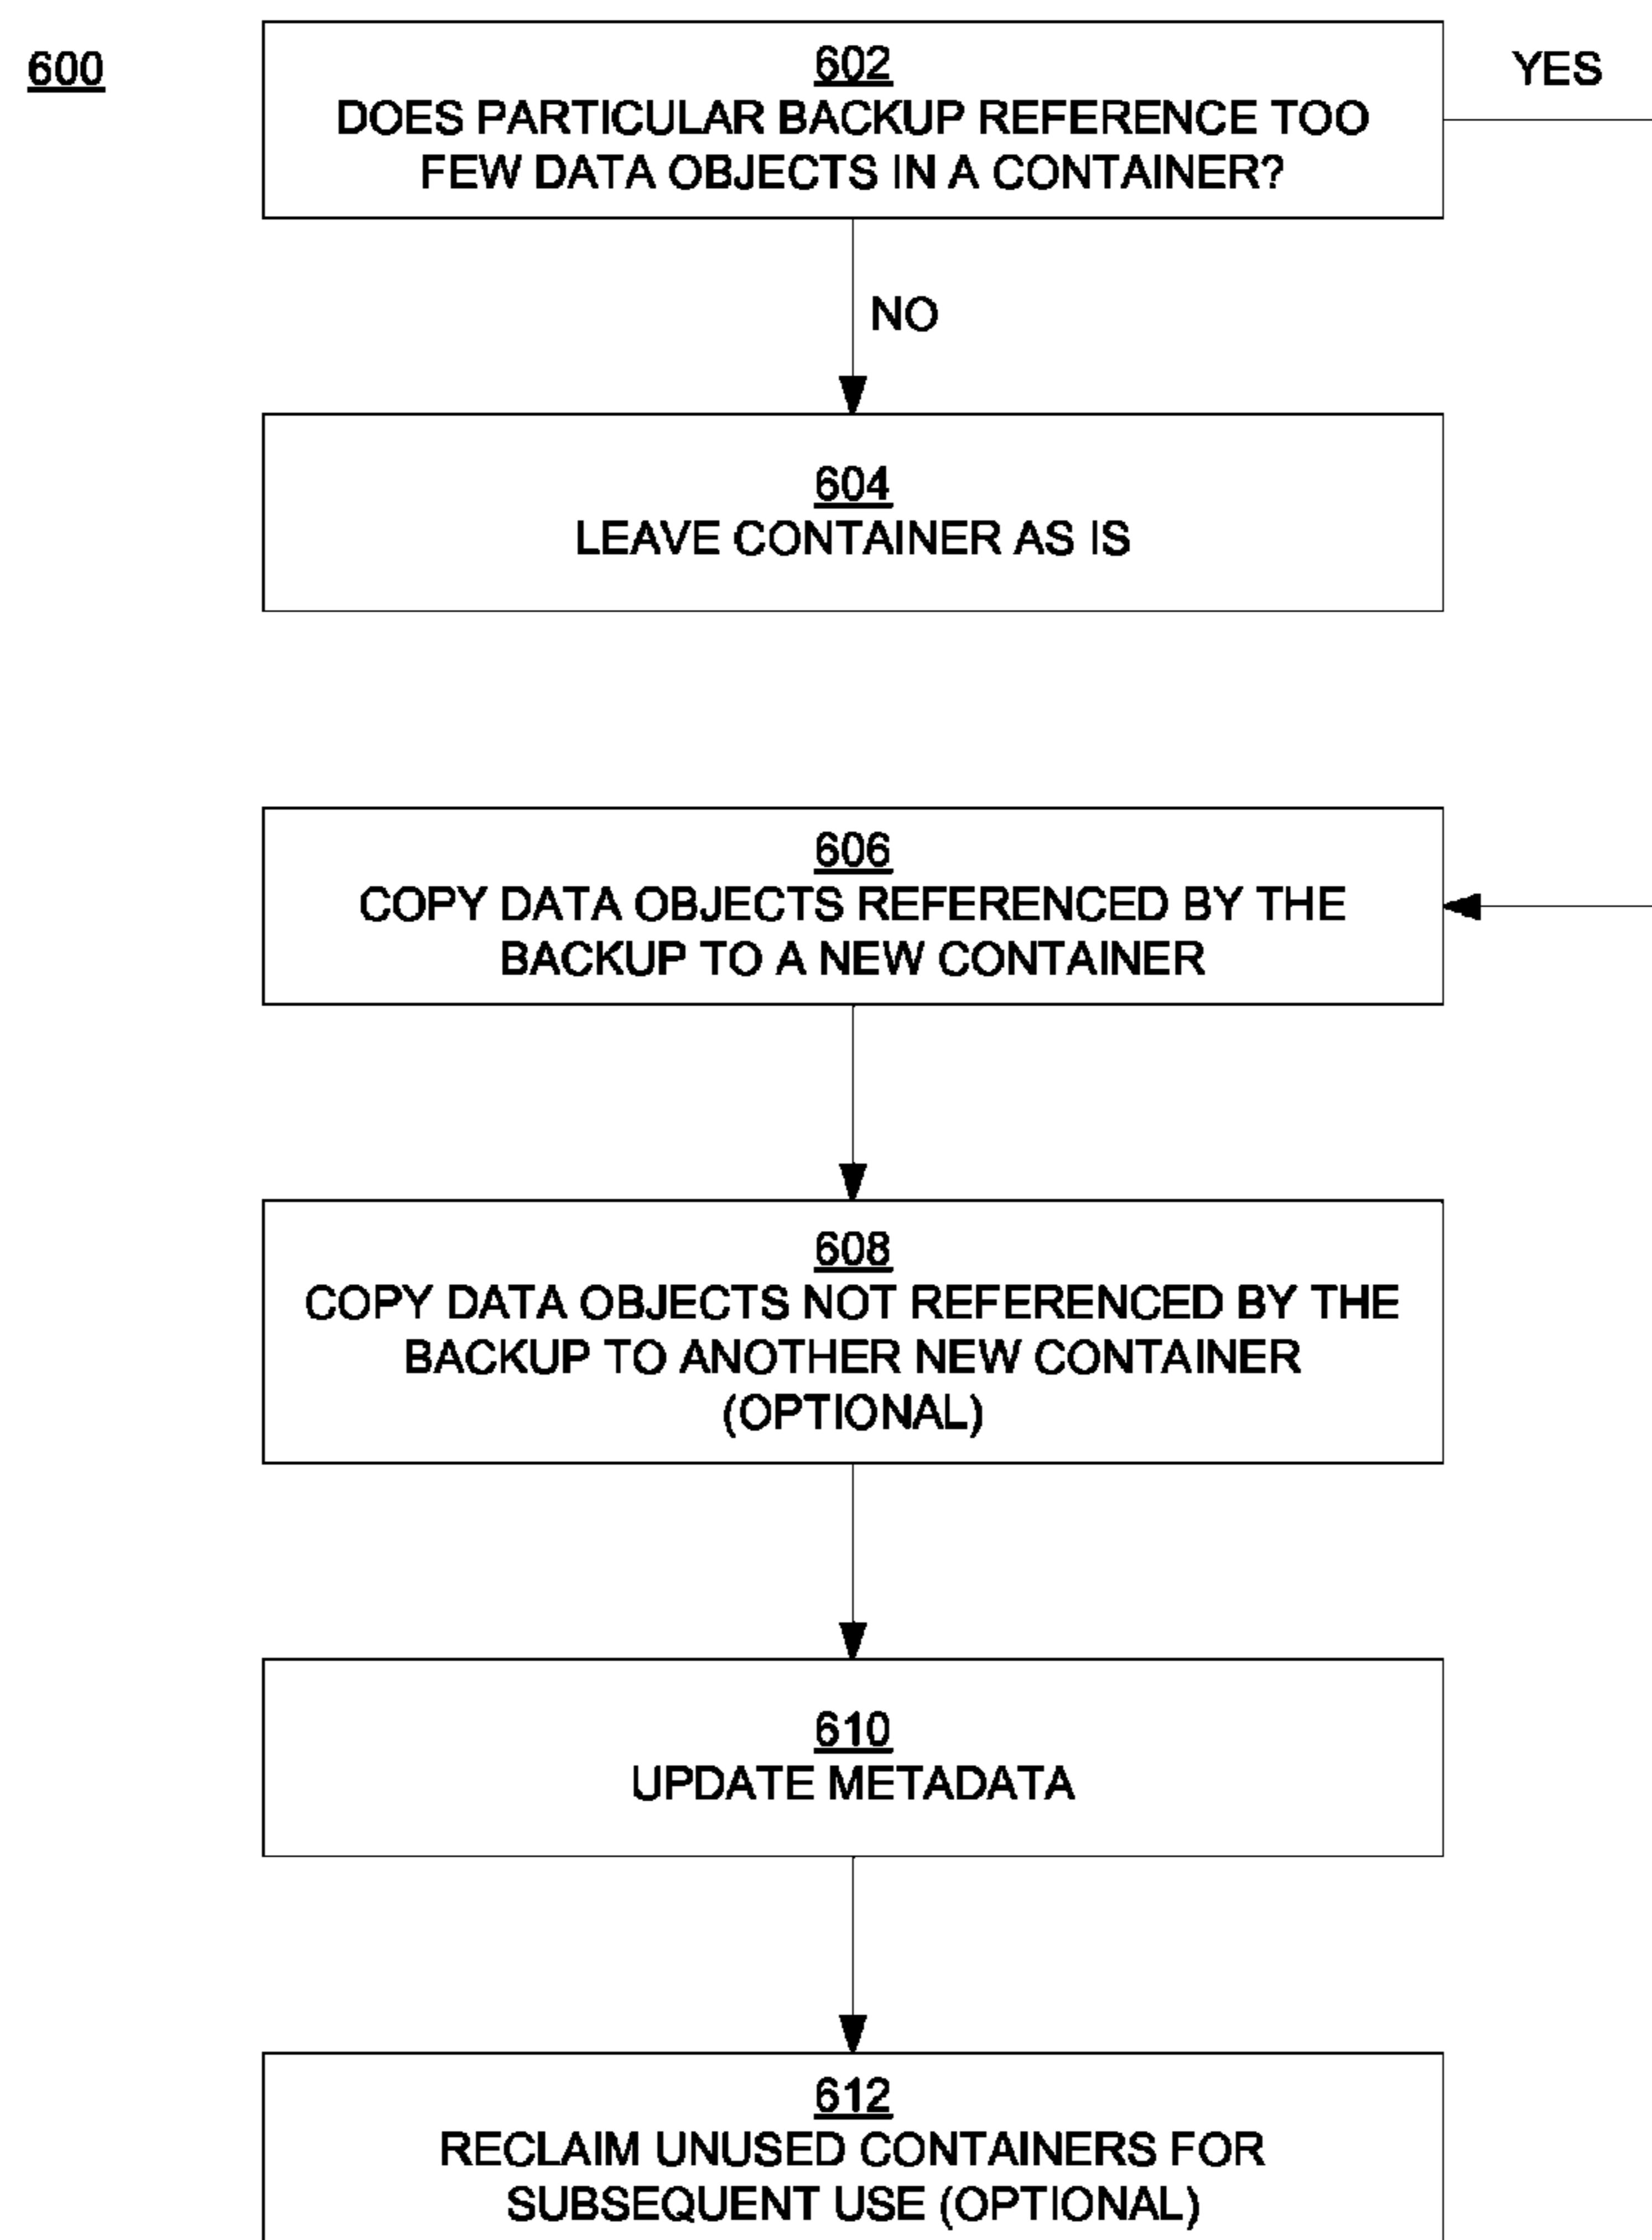 600
602
YES
DOES PARTICULAR BACKUP REFERENCE TOO
FEW DATA OBJECTS IN A CONTAINER?
NO
604
LEAVE CONTAINER AS IS
606
COPY DATA OBJECTS REFERENCED BY THE
BACKUP TO A NEW CONTAINER
608
COPY DATA OBJECTS NOT REFERENCED BY THE
BACKUP TO ANOTHER NEW CONTAINER
(OPTIONAL)
610
UPDATE METADATA
612
RECLAIM UNUSED CONTAINERS FOR
SUBSEQUENT USE (OPTIONAL)